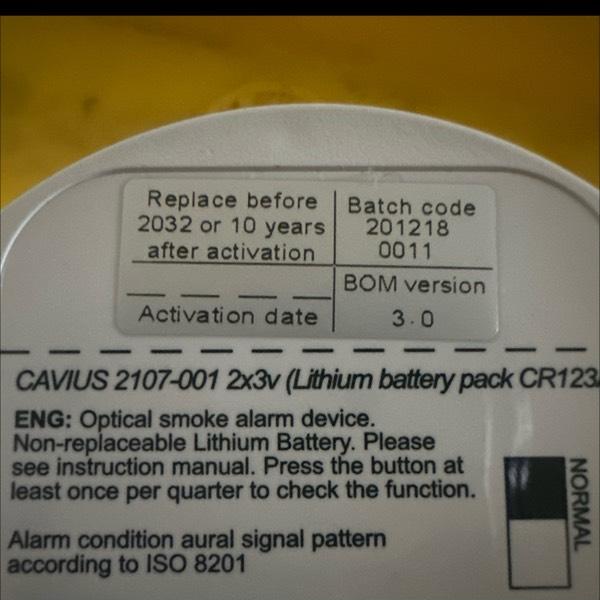 Replace before
2032 or 10 years
after activation
Activation date
Batch code
201218
0011
BOM version
3.0
CAVIUS 2107-001 2x3v (Lithium battery pack CR123
ENG: Optical smoke alarm device.
Non-replaceable Lithium Battery. Please
see instruction manual. Press the button at
least once per quarter to check the function.
Alarm condition aural signal pattern
according to ISO 8201
NORMAL